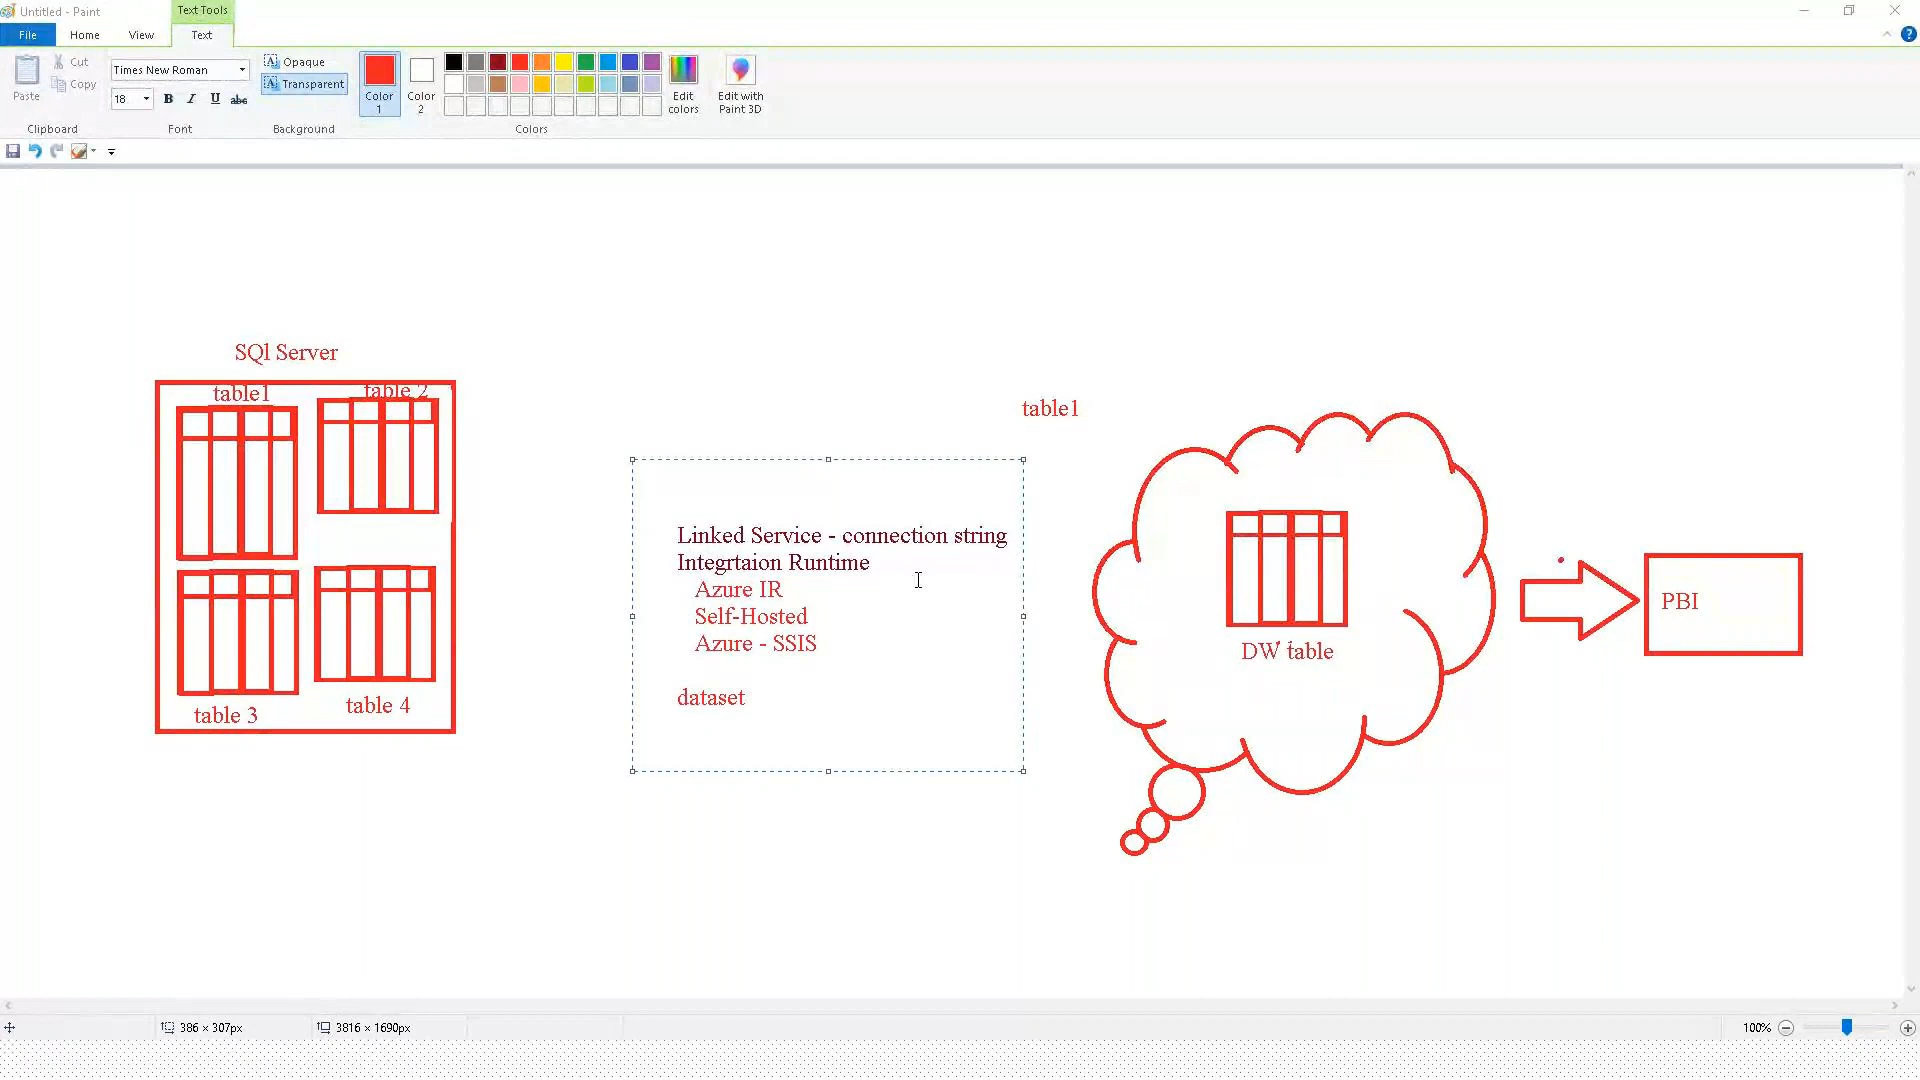 Untitled - Paint
Text Tools
File
Home
View
Text
Paste
Cut
Copy
Clipboard
Times New Roman
18
B I U abc
Font
Opaque
Transparent
Background
Color 1
Color 2
Edit colors
Edit with Paint 3D
Colors
SQl Server
table1
table 2
table 3
table 4
table1
Linked Service - connection string
Integrtaion Runtime
Azure IR
Self-Hosted
Azure - SSIS
dataset
DW table
PBI
386 × 307px
3816 × 1690px
100%